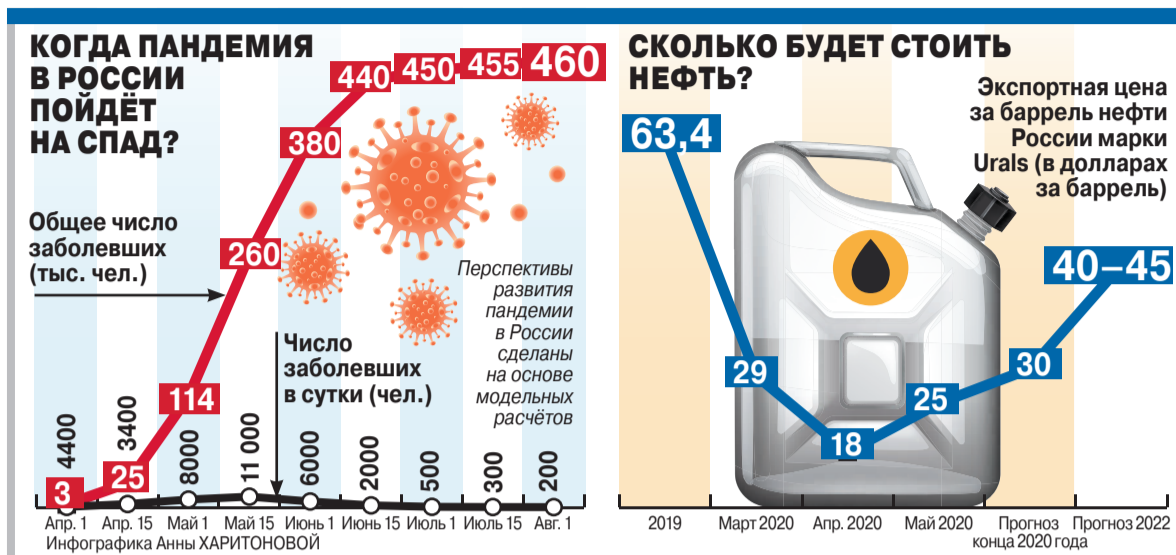 КОГДА ПАНДЕМИЯ
В РОССИИ
ПОЙДЁТ
НА СПАД?
Общее число
заболевших
(тыс. чел.)
3
25
114
260
380
440
450
455
460
Перспективы
развития
пандемии
в России
сделаны
на основе
модельных
расчётов
Число
заболевших
в сутки (чел.)
4400
3400
8000
11 000
6000
2000
500
300
200
Апр. 1
Апр. 15
Май 1
Май 15
Июнь 1
Июнь 15
Июль 1
Июль 15
Авг. 1
Инфографика Анны ХАРИТОНОВОЙ
СКОЛЬКО БУДЕТ СТОИТЬ
НЕФТЬ?
Экспортная цена
за баррель нефти
России марки
Urals (в долларах
за баррель)
63,4
29
18
25
30
40–45
2019
Март 2020
Апр. 2020
Май 2020
Прогноз
конца 2020 года
Прогноз 2022